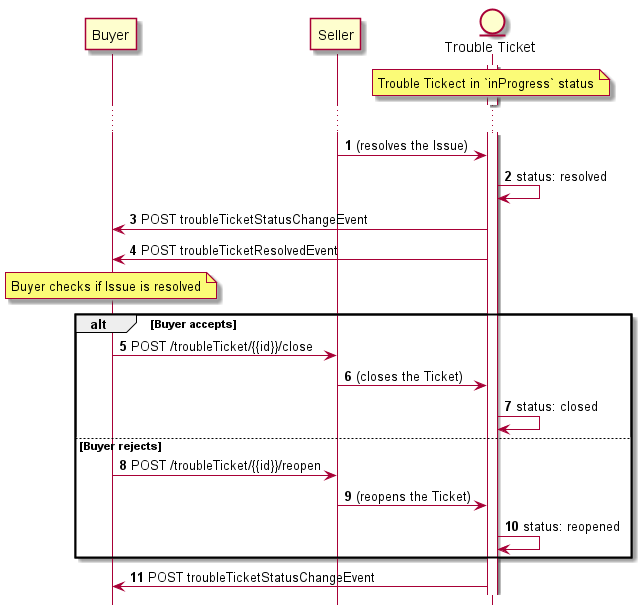 Buyer
Seller
Trouble Ticket
Trouble Tickect in `inProgress` status
1 (resolves the Issue)
2 status: resolved
3 POST troubleTicketStatusChangeEvent
4 POST troubleTicketResolvedEvent
Buyer checks if Issue is resolved
alt [Buyer accepts]
5 POST /troubleTicket/{{id}}/close
6 (closes the Ticket)
7 status: closed
[Buyer rejects]
8 POST /troubleTicket/{{id}}/reopen
9 (reopens the Ticket)
10 status: reopened
11 POST troubleTicketStatusChangeEvent